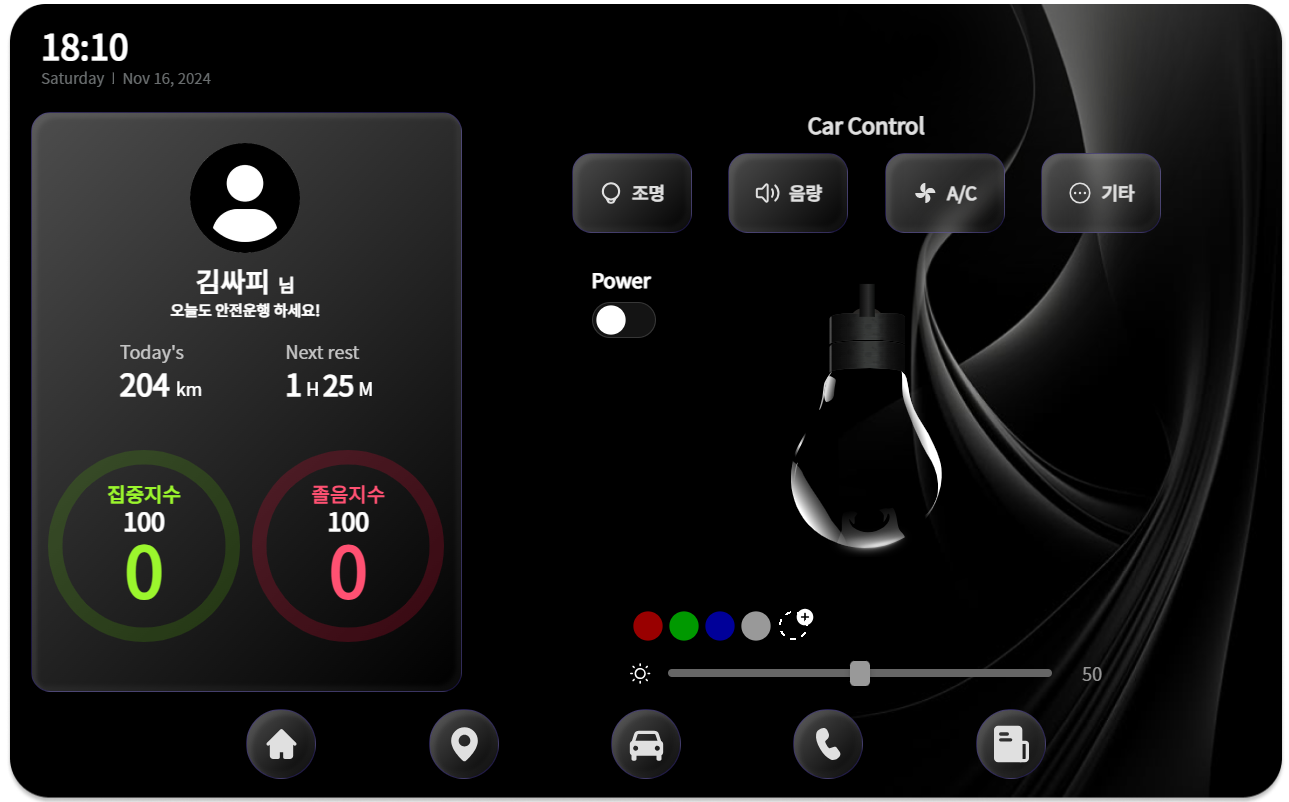 18:10
Saturday | Nov 16, 2024
김싸피 님
오늘도 안전운행 하세요!
Today's
Next rest
204 km
1 H 25 M
집중지수
100
0
졸음지수
100
0
Car Control
조명
음량
A/C
기타
Power
50